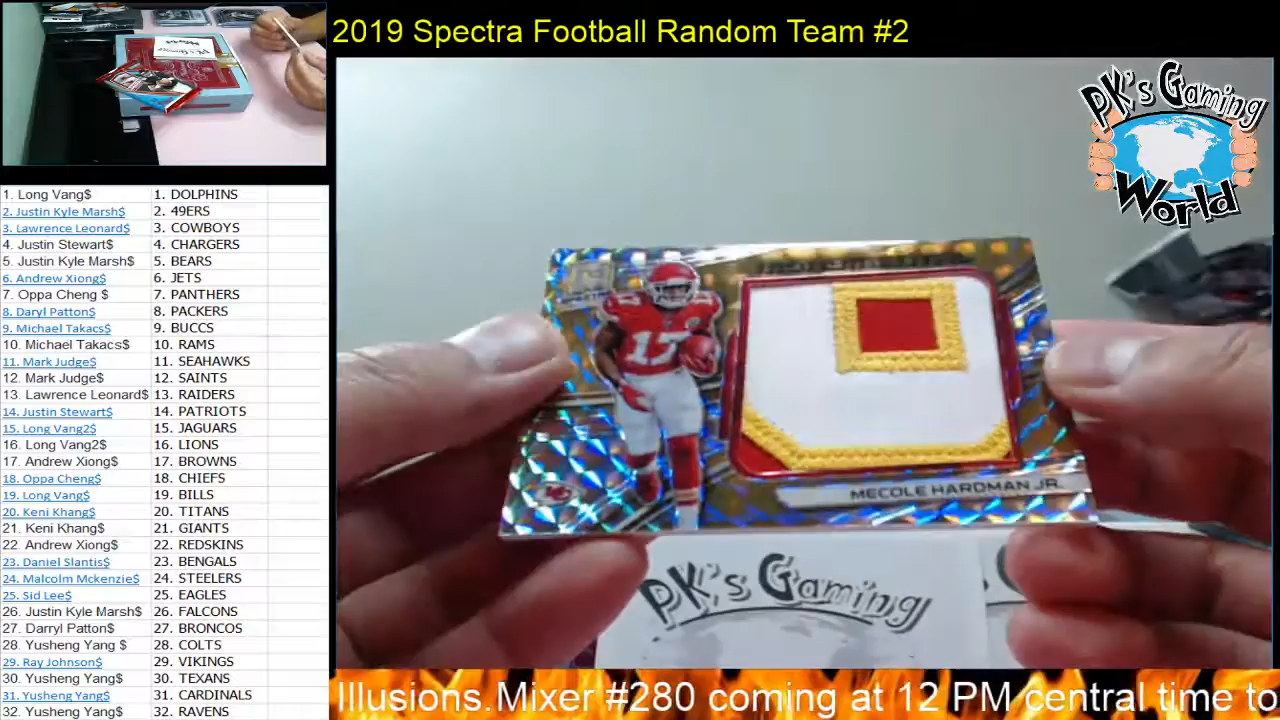 2019 Spectra Football Random Team #2
PK's Gaming
World
1. Long Vang$ 1. DOLPHINS
2. Justin Kyle Marsh$ 2. 49ERS
3. Lawrence Leonard$ 3. COWBOYS
4. Justin Stewart$ 4. CHARGERS
5. Justin Kyle Marsh$ 5. BEARS
6. Andrew Xiong$ 6. JETS
7. Oppa Cheng $ 7. PANTHERS
8. Daryl Patton$ 8. PACKERS
9. Michael Takacs$ 9. BUCCS
10. Michael Takacs$ 10. RAMS
11. Mark Judge$ 11. SEAHAWKS
12. Mark Judge$ 12. SAINTS
13. Lawrence Leonard$ 13. RAIDERS
14. Justin Stewart$ 14. PATRIOTS
15. Long Vang2$ 15. JAGUARS
16. Long Vang2$ 16. LIONS
17. Andrew Xiong$ 17. BROWNS
18. Oppa Cheng$ 18. CHIEFS
19. Long Vang$ 19. BILLS
20. Keni Khang$ 20. TITANS
21. Keni Khang$ 21. GIANTS
22. Andrew Xiong$ 22. REDSKINS
23. Daniel Slantis$ 23. BENGALS
24. Malcolm Mckenzie$ 24. STEELERS
25. Sid Lee$ 25. EAGLES
26. Justin Kyle Marsh$ 26. FALCONS
27. Darryl Patton$ 27. BRONCOS
28. Yusheng Yang $ 28. COLTS
29. Ray Johnson$ 29. VIKINGS
30. Yusheng Yang$ 30. TEXANS
31. Yusheng Yang$ 31. CARDINALS
32. Yusheng Yang$ 32. RAVENS
17
MECOLE HARDMAN JR.
PK's Gaming
Illusions.Mixer #280 coming at 12 PM central time to